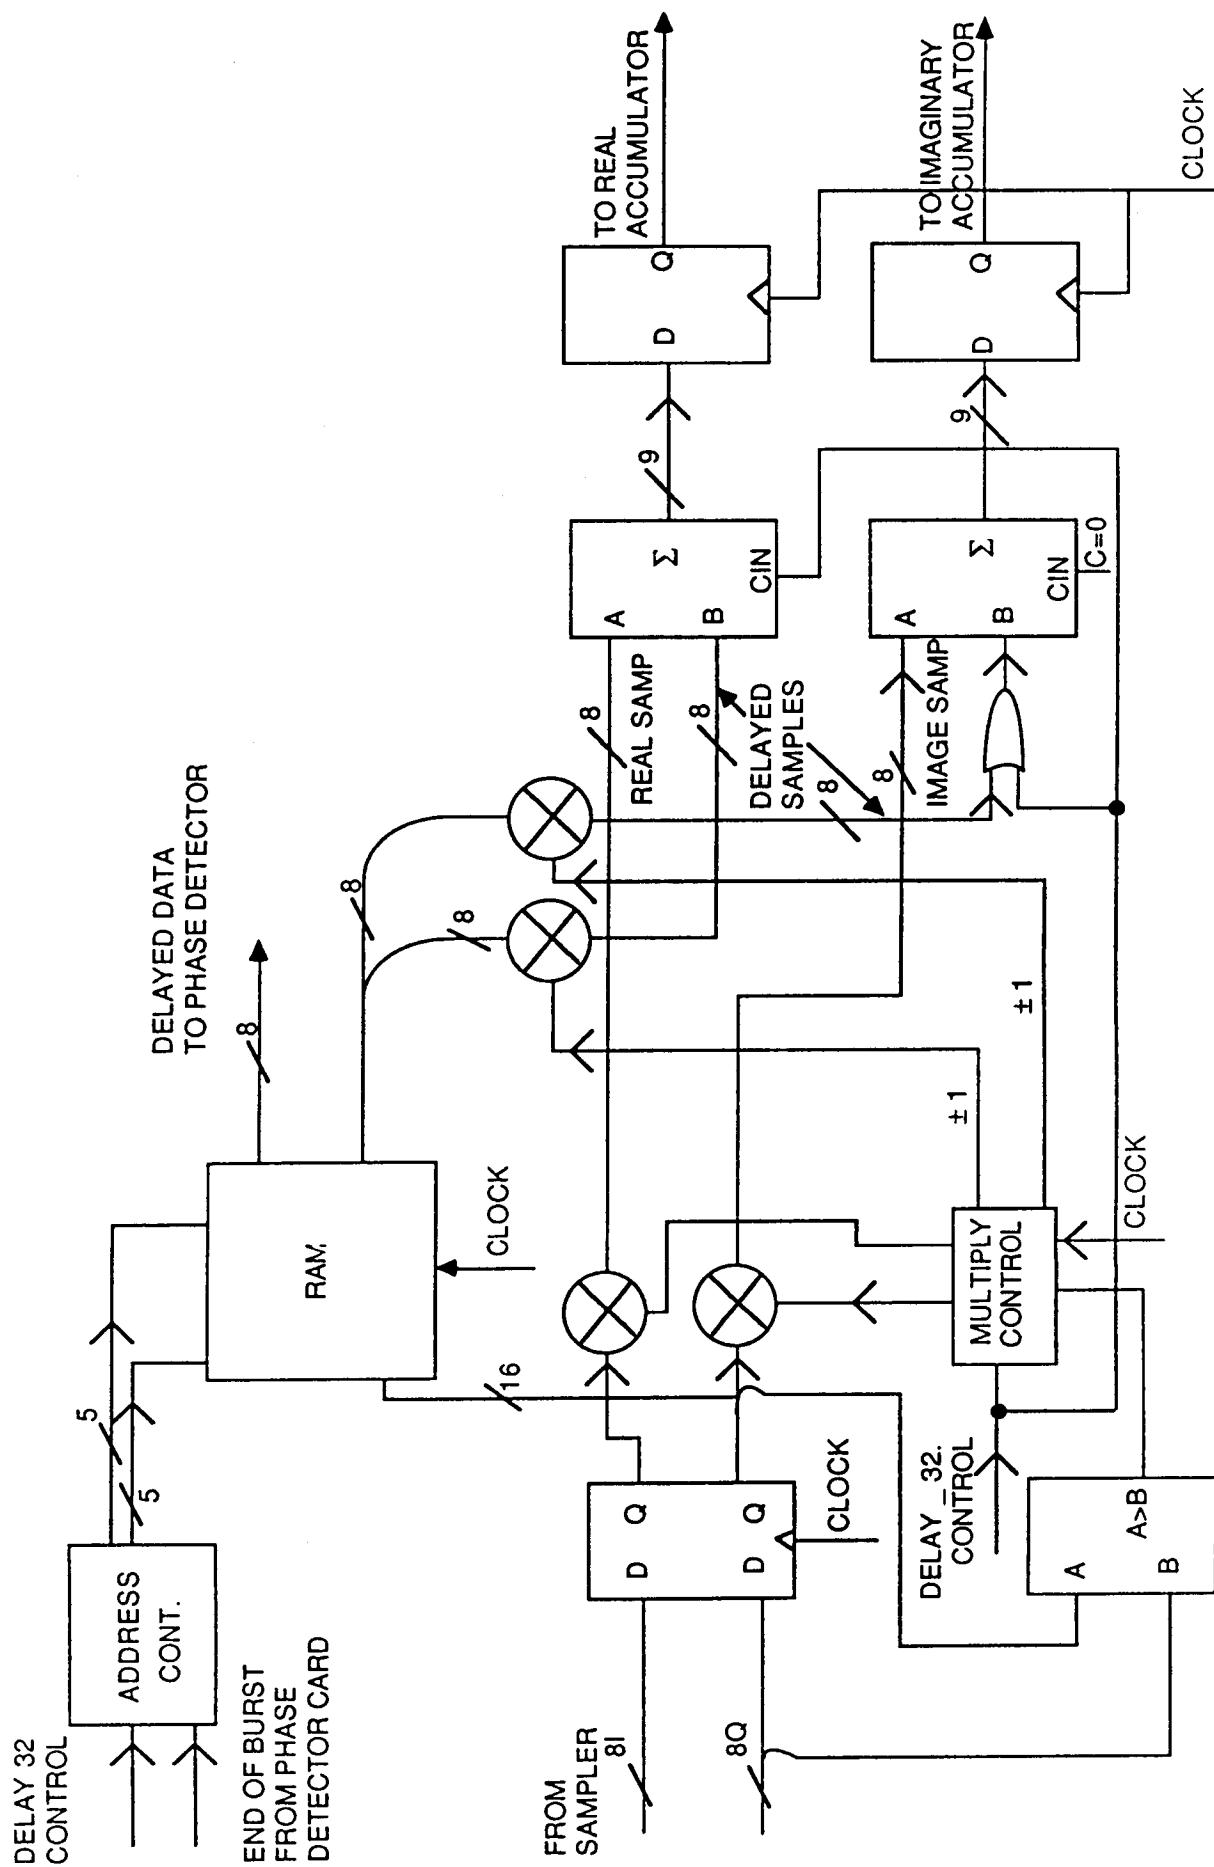 DELAY 32
CONTROL
ADDRESS
CONT.
END OF BURST
FROM PHASE
DETECTOR CARD
5
5
RAM
CLOCK
16
8
DELAYED DATA
TO PHASE DETECTOR
8
8
FROM
SAMPLER
8I
8Q
D
Q
D
Q
CLOCK
DELAY_32.
CONTROL
A
A>B
B
MULTIPLY
CONTROL
CLOCK
±1
±1
8
REAL SAMP
8
DELAYED
SAMPLES
8
8
IMAGE SAMP
A
B
Σ
CIN
A
B
Σ
CIN
C=0
9
9
D
Q
D
Q
TO REAL
ACCUMULATOR
TO IMAGINARY
ACCUMULATOR
CLOCK